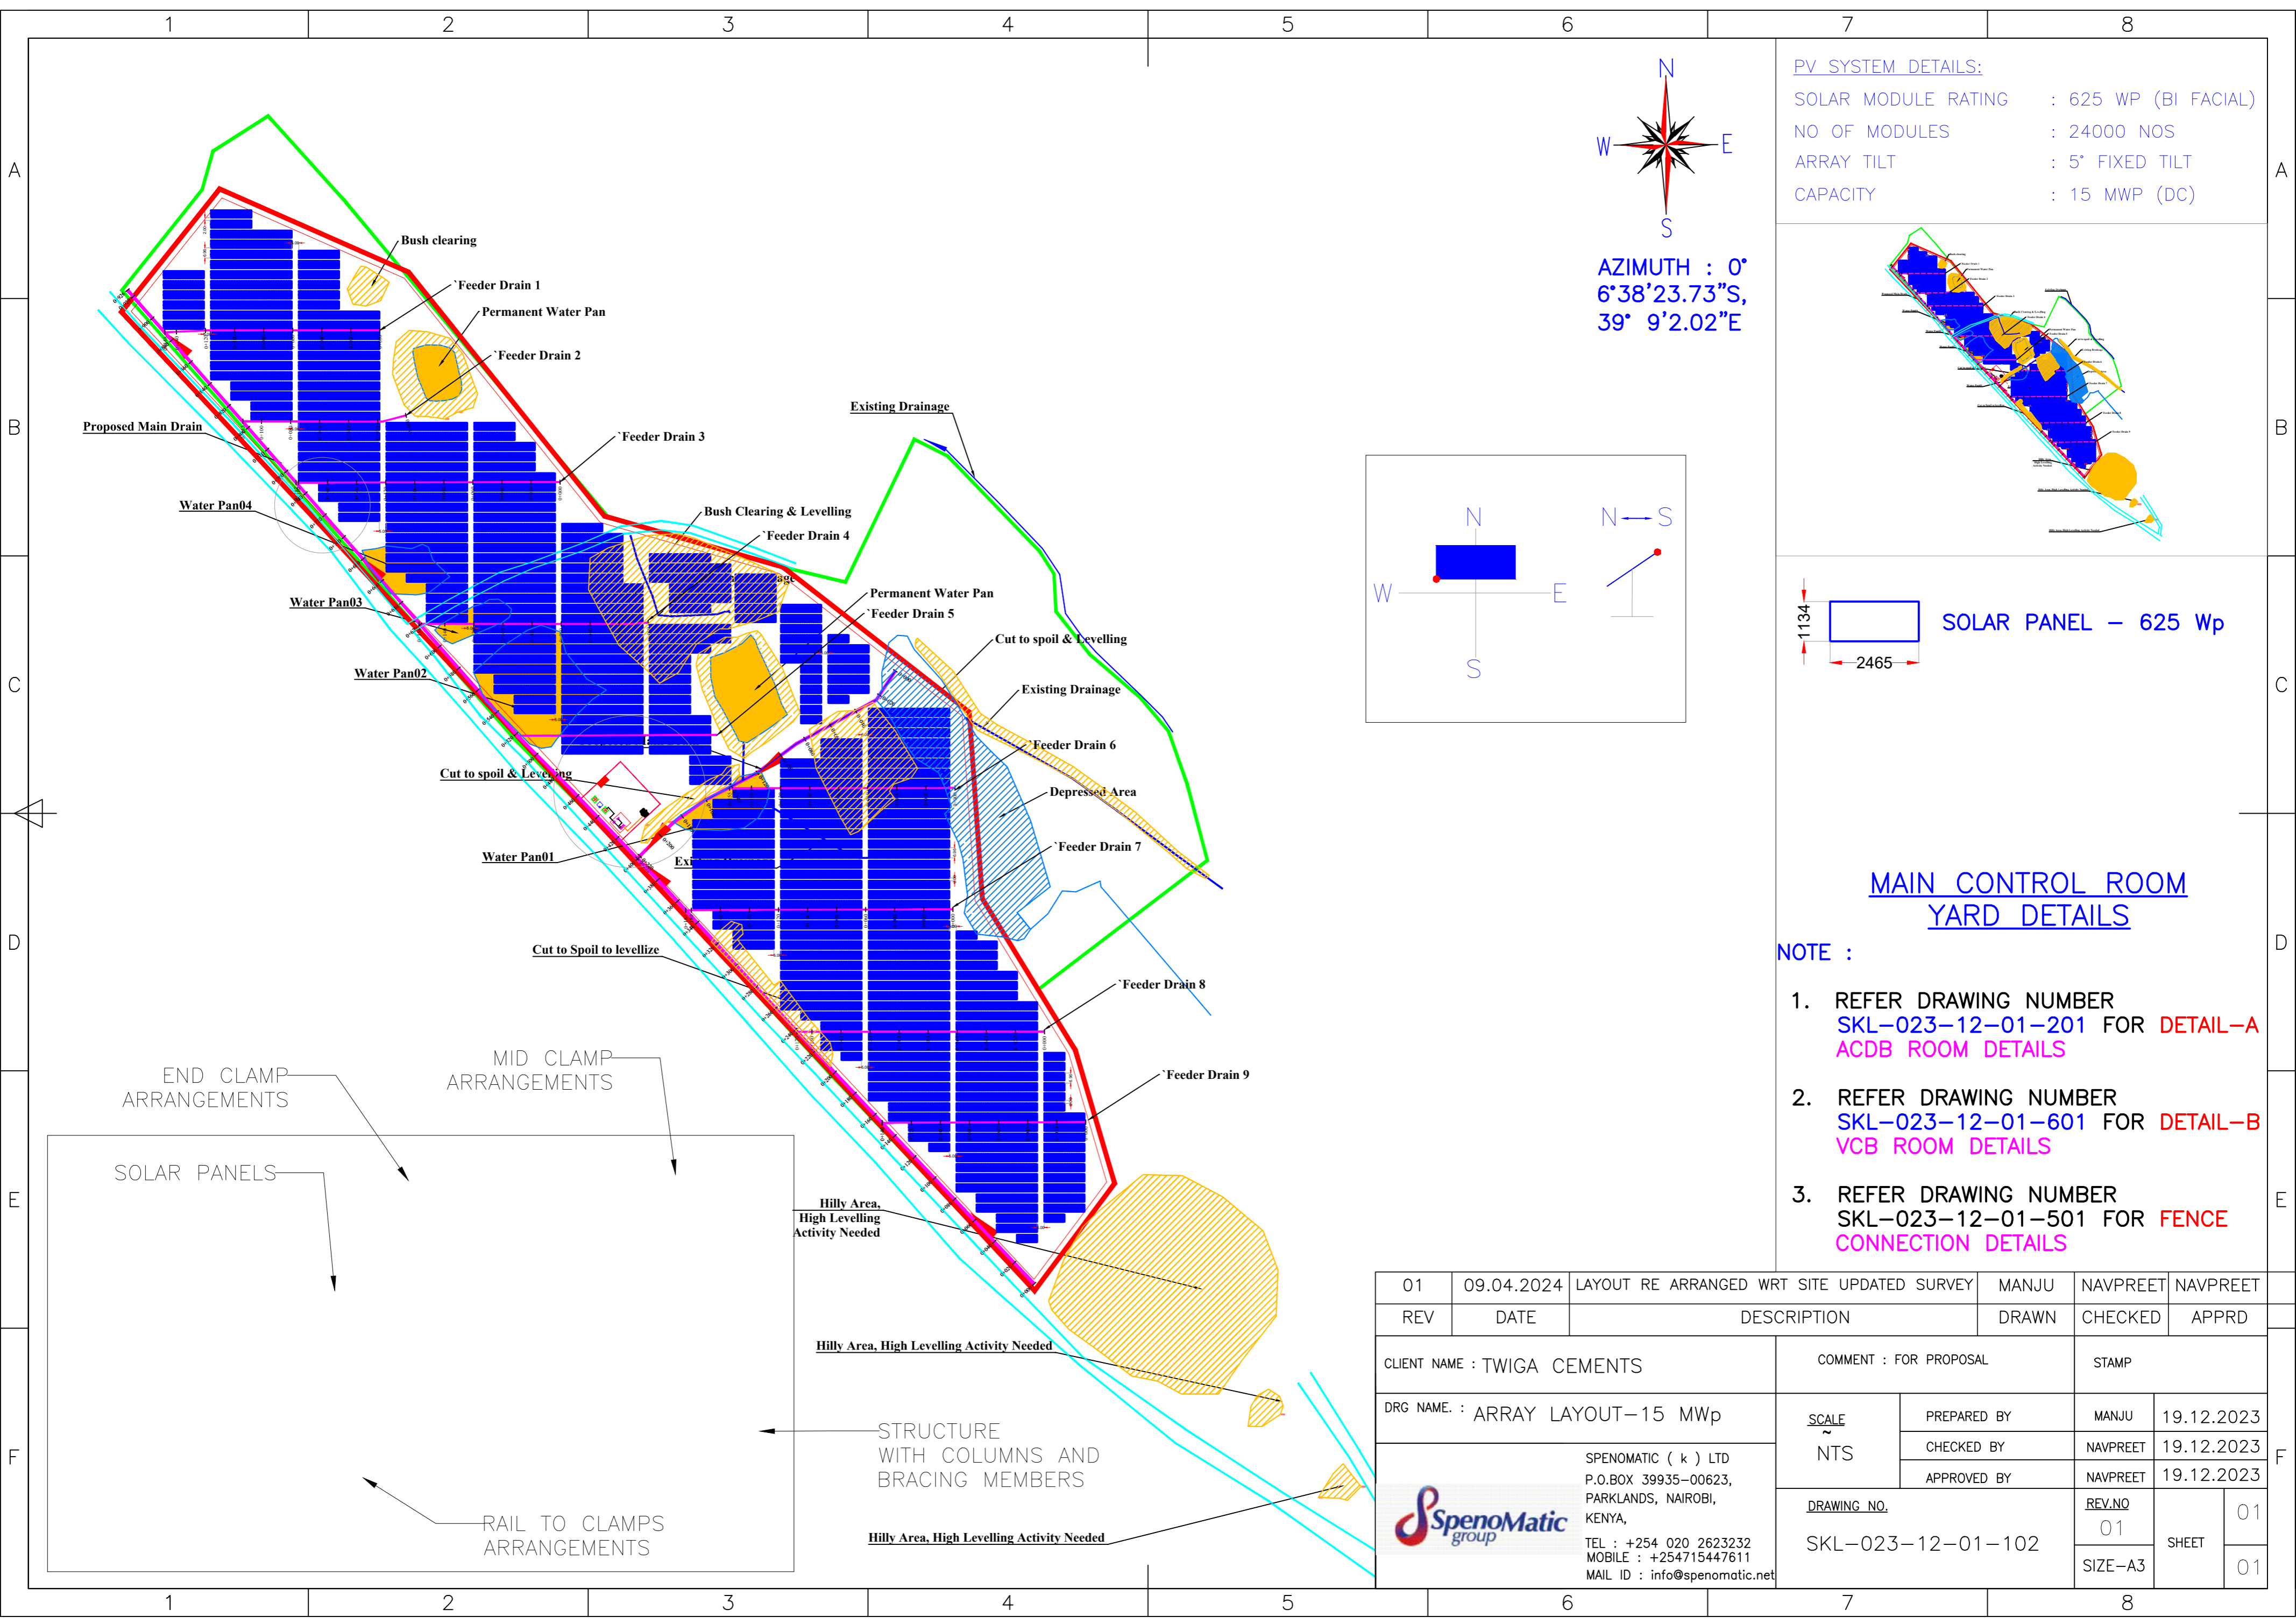 1 2 3 4 5 6 7 8
A
B
C
D
E
F
A
B
C
D
E
F
1 2 3 4 5 6 7 8
Bush clearing
`Feeder Drain 1
Permanent Water Pan
`Feeder Drain 2
Proposed Main Drain
`Feeder Drain 3
Existing Drainage
Water Pan04
Bush Clearing & Levelling
`Feeder Drain 4
Water Pan03
Permanent Water Pan
`Feeder Drain 5
Cut to spoil & Levelling
Water Pan02
Existing Drainage
`Feeder Drain 6
Cut to spoil & Levelling
Depressed Area
`Feeder Drain 7
Water Pan01
Cut to Spoil to levellize
`Feeder Drain 8
`Feeder Drain 9
Hilly Area,
High Levelling
Activity Needed
Hilly Area, High Levelling Activity Needed
Hilly Area, High Levelling Activity Needed
END CLAMP
ARRANGEMENTS
MID CLAMP
ARRANGEMENTS
SOLAR PANELS
STRUCTURE
WITH COLUMNS AND
BRACING MEMBERS
RAIL TO CLAMPS
ARRANGEMENTS
N
W E
S
AZIMUTH : 0°
6°38'23.73"S,
39° 9'2.02"E
N
W E
S
N S
PV SYSTEM DETAILS:
SOLAR MODULE RATING : 625 WP (BI FACIAL)
NO OF MODULES : 24000 NOS
ARRAY TILT : 5° FIXED TILT
CAPACITY : 15 MWP (DC)
1134
2465
SOLAR PANEL - 625 Wp
MAIN CONTROL ROOM
YARD DETAILS
NOTE :
1. REFER DRAWING NUMBER
SKL-023-12-01-201 FOR DETAIL-A
ACDB ROOM DETAILS
2. REFER DRAWING NUMBER
SKL-023-12-01-601 FOR DETAIL-B
VCB ROOM DETAILS
3. REFER DRAWING NUMBER
SKL-023-12-01-501 FOR FENCE
CONNECTION DETAILS
01 09.04.2024 LAYOUT RE ARRANGED WRT SITE UPDATED SURVEY MANJU NAVPREET NAVPREET
REV DATE DESCRIPTION DRAWN CHECKED APPRD
CLIENT NAME : TWIGA CEMENTS
COMMENT : FOR PROPOSAL
STAMP
DRG NAME. : ARRAY LAYOUT-15 MWp
SCALE
~
NTS
PREPARED BY MANJU 19.12.2023
CHECKED BY NAVPREET 19.12.2023
APPROVED BY NAVPREET 19.12.2023
SpenoMatic
group
SPENOMATIC ( k ) LTD
P.O.BOX 39935-00623,
PARKLANDS, NAIROBI,
KENYA,
TEL : +254 020 2623232
MOBILE : +254715447611
MAIL ID : info@spenomatic.net
DRAWING NO.
SKL-023-12-01-102
REV.NO
01
SIZE-A3
SHEET
01
01